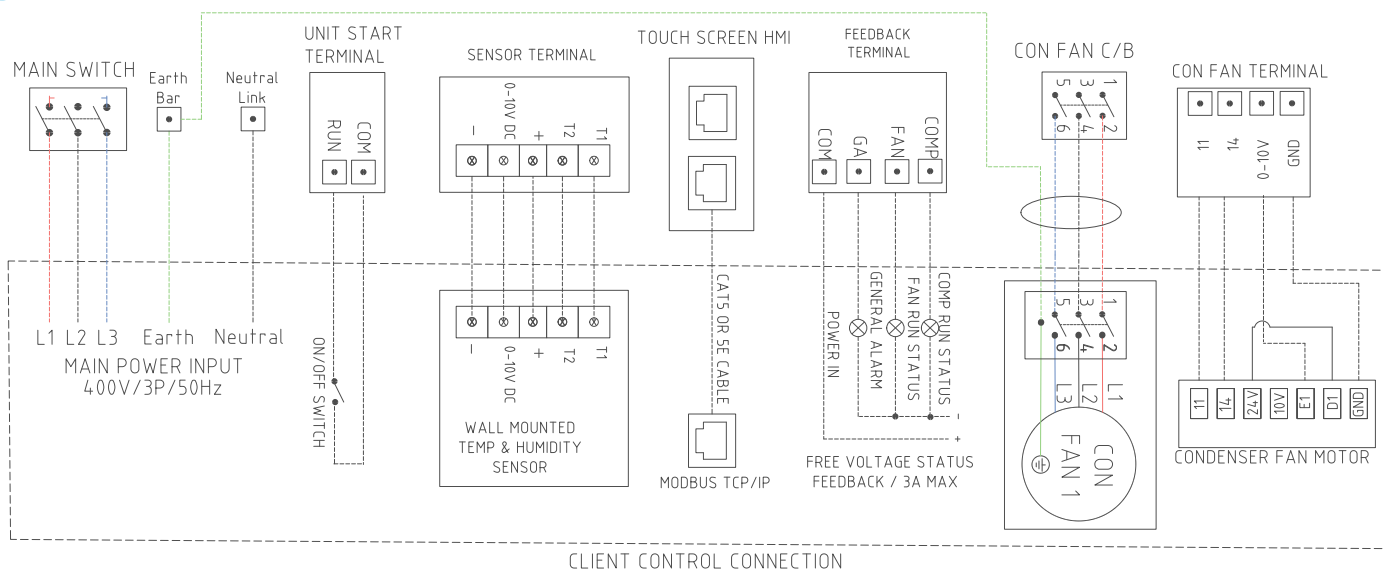 MAIN SWITCH
Earth
Bar
Neutral
Link
UNIT START
TERMINAL
RUN
COM
SENSOR TERMINAL
-
0-10V DC
+
T2
T1
TOUCH SCREEN HMI
FEEDBACK
TERMINAL
COM
GA
FAN
COMP
CON FAN C/B
5
3
1
6
4
2
CON FAN TERMINAL
11
14
0-10V
GND
L1 L2 L3 Earth Neutral
MAIN POWER INPUT
400V/3P/50Hz
ON/OFF SWITCH
-
0-10V DC
+
T2
T1
WALL MOUNTED
TEMP & HUMIDITY
SENSOR
CAT5 OR 5E CABLE
MODBUS TCP/IP
POWER IN
GENERAL ALARM
FAN RUN STATUS
COMP RUN STATUS
-
+
FREE VOLTAGE STATUS
FEEDBACK / 3A MAX
5
3
1
6
4
2
L3
L2
L1
CON
FAN 1
11
14
24V
10V
E1
D1
GND
CONDENSER FAN MOTOR
CLIENT CONTROL CONNECTION